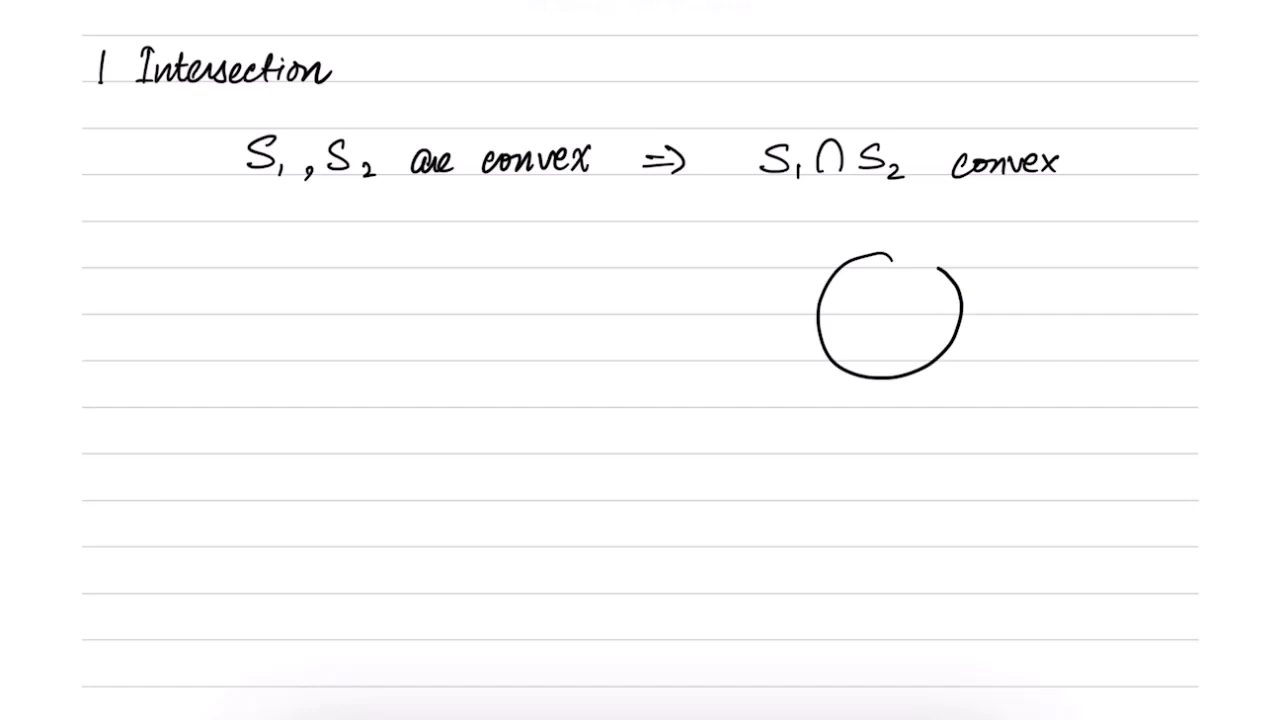 1 Intersection
S₁, S₂ are convex ⇒ S₁ ∩ S₂ convex